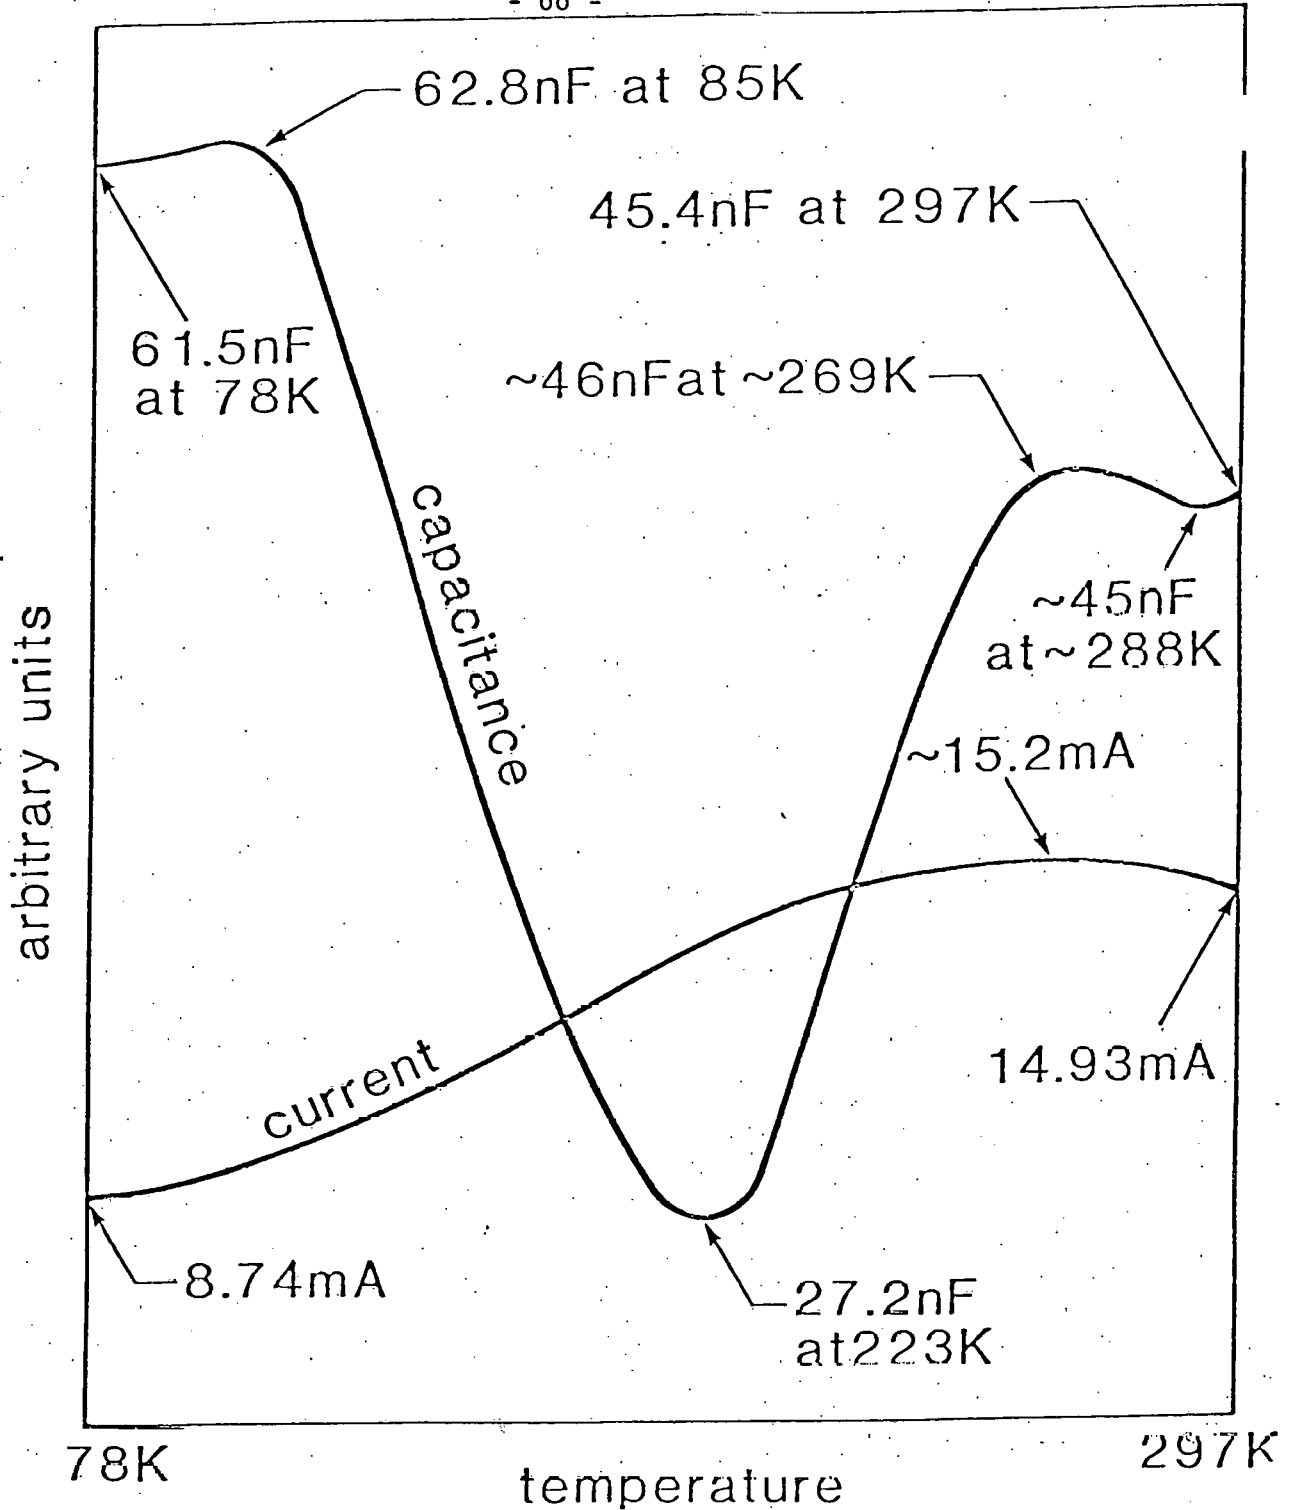 62.8nF at 85K
45.4nF at 297K
61.5nF
at 78K
~46nFat ~269K
capacitance
~45nF
at~ 288K
~15.2mA
arbitrary units
current
14.93mA
8.74mA
27.2nF
at223K
78K
297K
temperature